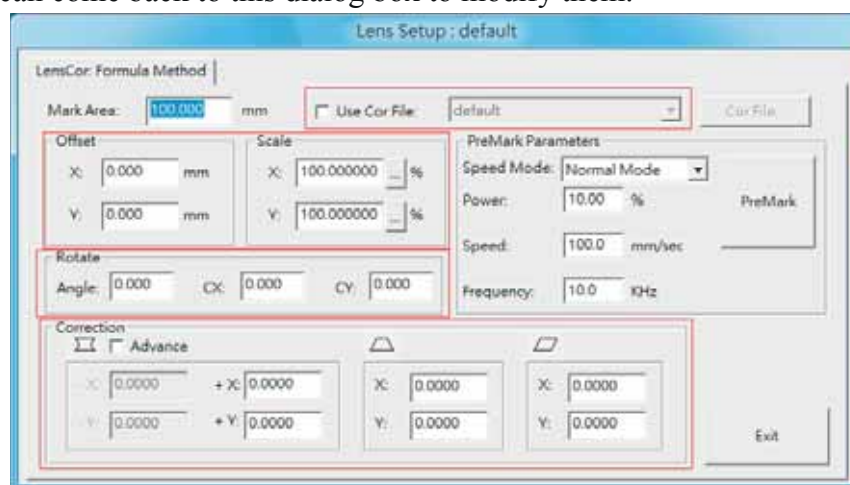 can come back to this dialog box to modify them.
Lens Setup : default
LensCor: Formula Method
Mark Area: 100.000 mm Use Cor File: default Cor File
Offset Scale PreMark Parameters
X: 0.000 mm X: 100.000000 ... % Speed Mode: Normal Mode
Y: 0.000 mm Y: 100.000000 ... % Power: 10.00 % PreMark
Speed: 100.0 mm/sec
Rotate
Angle: 0.000 CX: 0.000 CY: 0.000 Frequency: 10.0 KHz
Correction
Advance
- X: 0.0000 + X: 0.0000 X: 0.0000 X: 0.0000
- Y: 0.0000 + Y: 0.0000 Y: 0.0000 Y: 0.0000
Exit